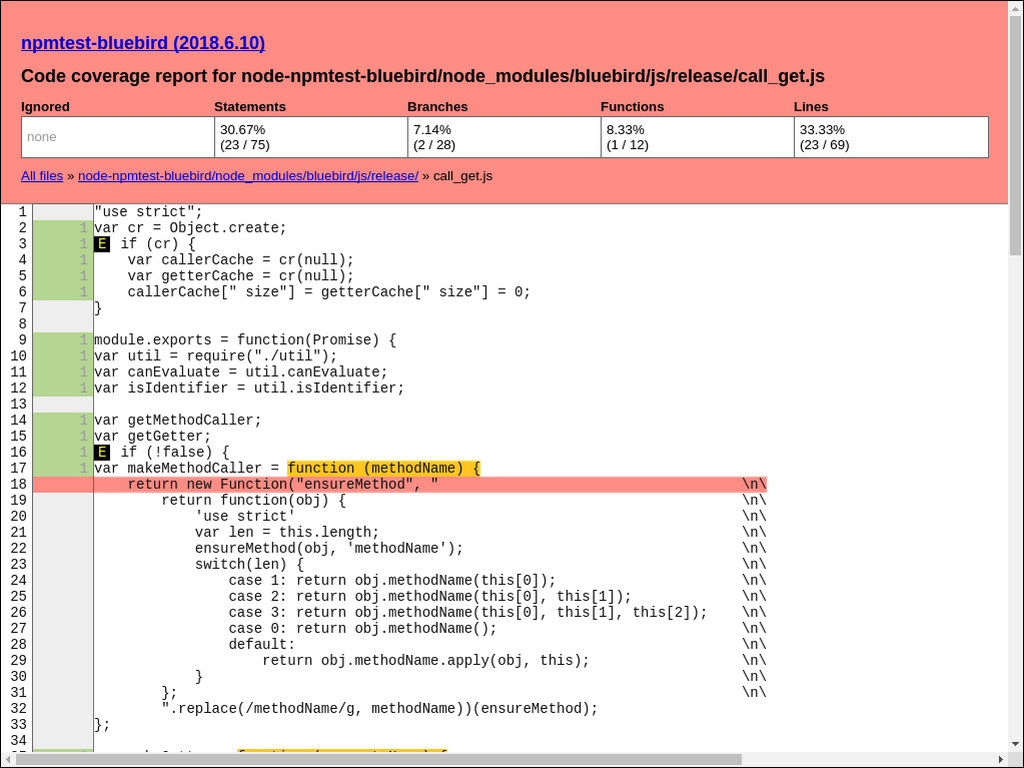 npmtest-bluebird (2018.6.10)
Code coverage report for node-npmtest-bluebird/node_modules/bluebird/js/release/call_get.js
Ignored Statements Branches Functions Lines
none 30.67% 7.14% 8.33% 33.33%
(23 / 75) (2 / 28) (1 / 12) (23 / 69)
All files » node-npmtest-bluebird/node_modules/bluebird/js/release/ » call_get.js
1 "use strict";
2 1 var cr = Object.create;
3 1 E if (cr) {
4 1     var callerCache = cr(null);
5 1     var getterCache = cr(null);
6 1     callerCache[" size"] = getterCache[" size"] = 0;
7 }
8
9 1 module.exports = function(Promise) {
10 1 var util = require("./util");
11 1 var canEvaluate = util.canEvaluate;
12 1 var isIdentifier = util.isIdentifier;
13
14 1 var getMethodCaller;
15 1 var getGetter;
16 1 E if (!false) {
17 1 var makeMethodCaller = function (methodName) {
18     return new Function("ensureMethod", "                                    \n\
19         return function(obj) {                                               \n\
20             'use strict'                                                     \n\
21             var len = this.length;                                           \n\
22             ensureMethod(obj, 'methodName');                                 \n\
23             switch(len) {                                                    \n\
24                 case 1: return obj.methodName(this[0]);                      \n\
25                 case 2: return obj.methodName(this[0], this[1]);             \n\
26                 case 3: return obj.methodName(this[0], this[1], this[2]);    \n\
27                 case 0: return obj.methodName();                             \n\
28                 default:                                                     \n\
29                     return obj.methodName.apply(obj, this);                  \n\
30             }                                                                \n\
31         };                                                                   \n\
32         ".replace(/methodName/g, methodName))(ensureMethod);
33 };
34